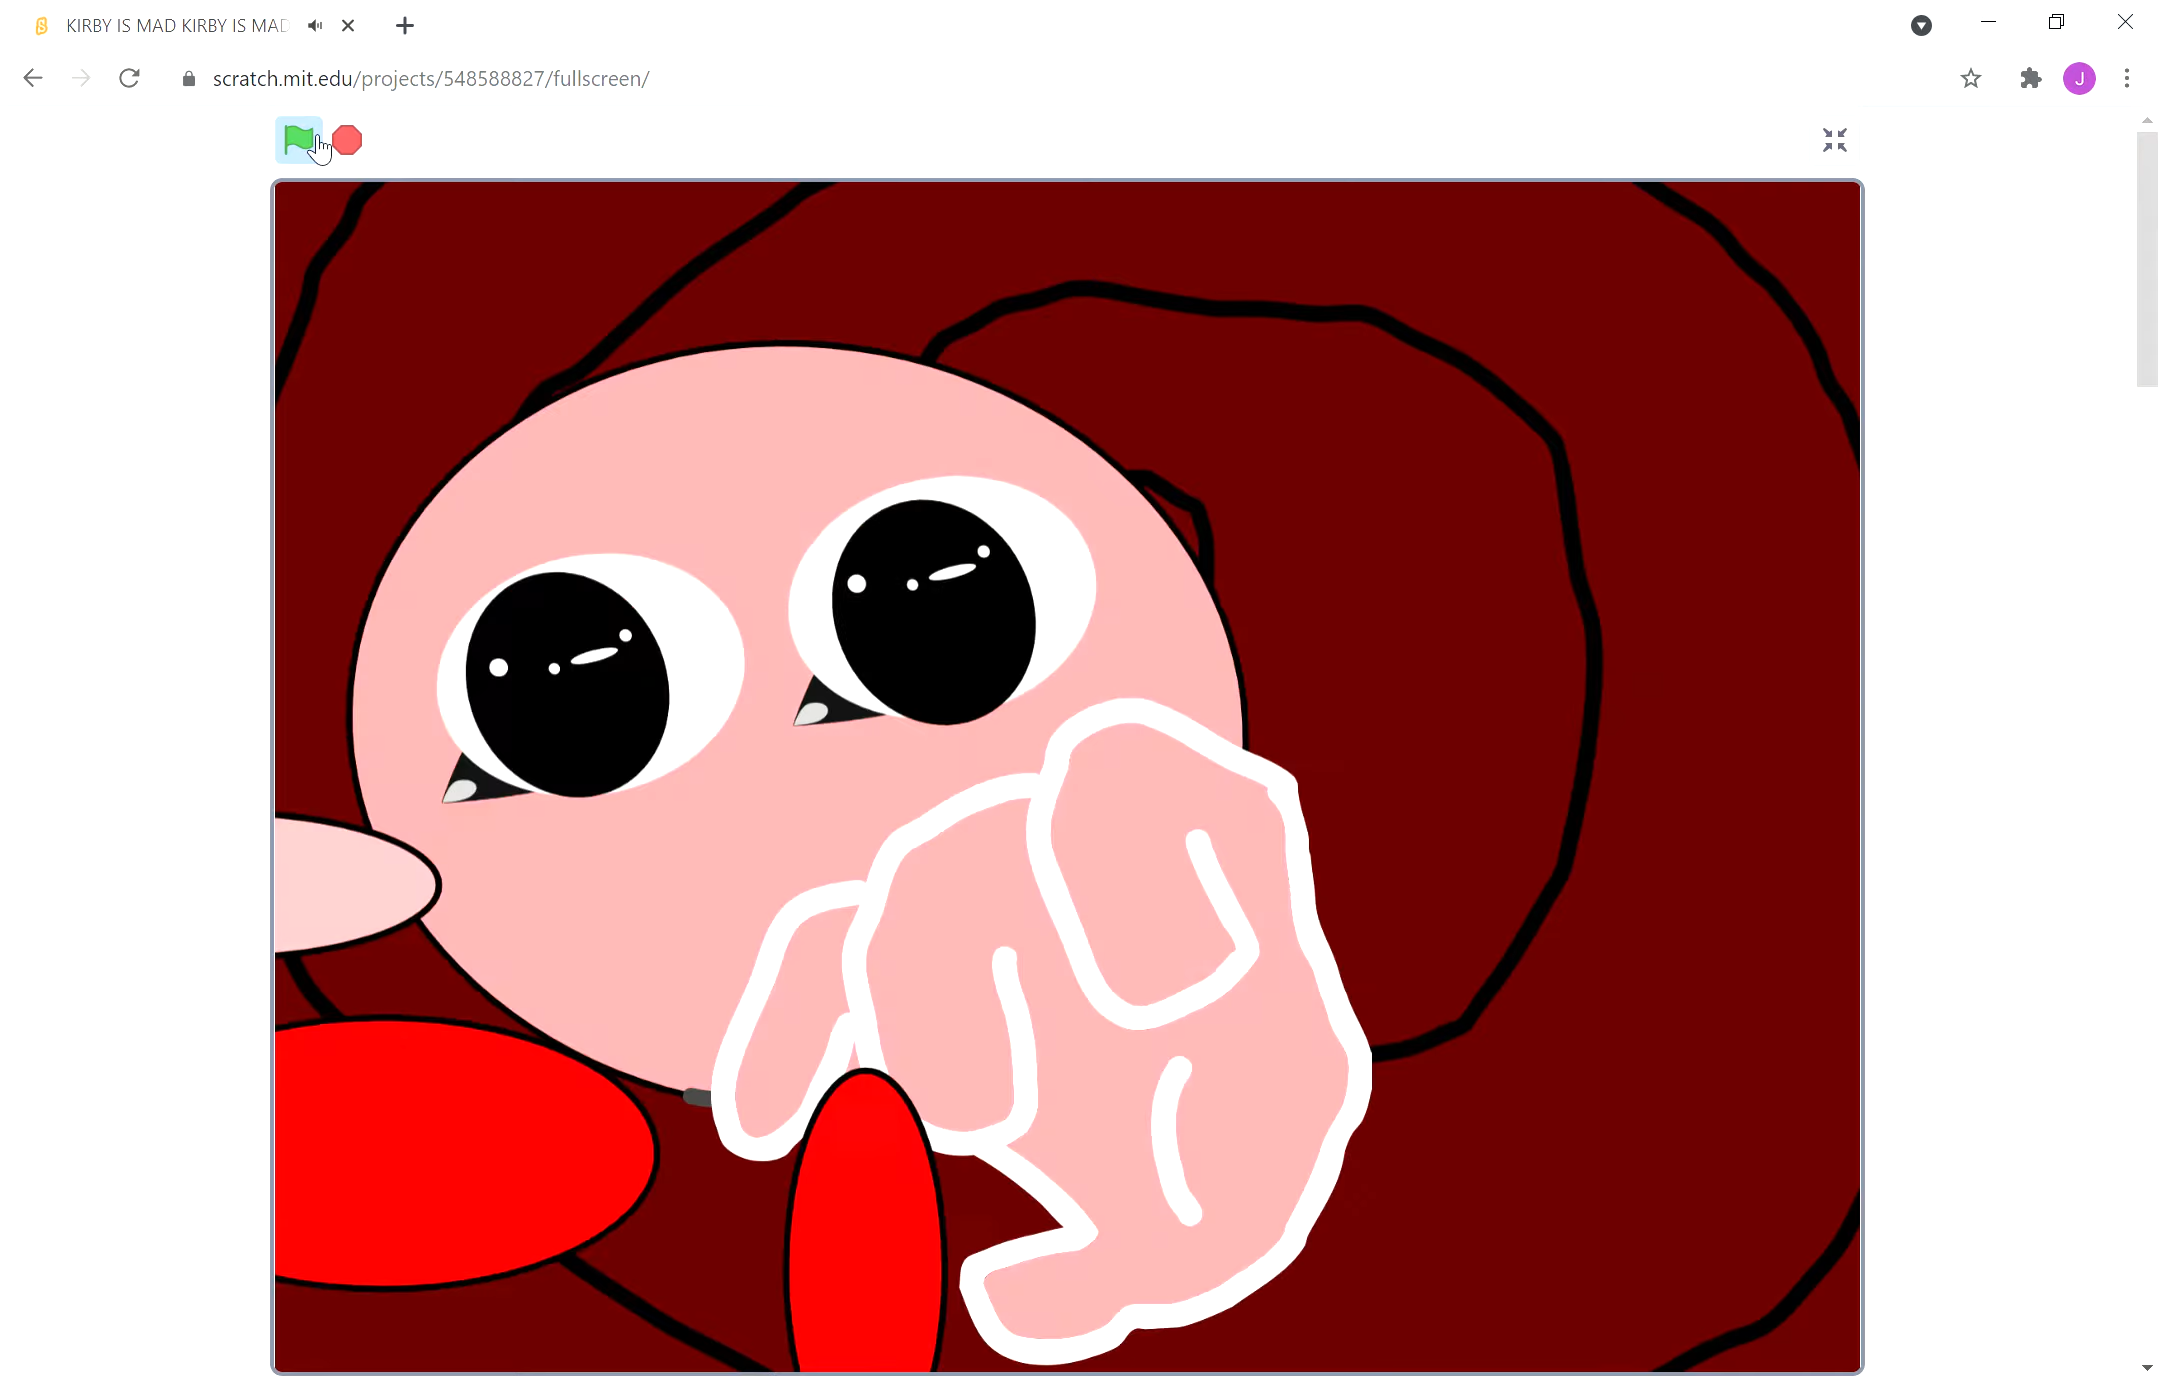 KIRBY IS MAD KIRBY IS MAD
scratch.mit.edu/projects/548588827/fullscreen/
J